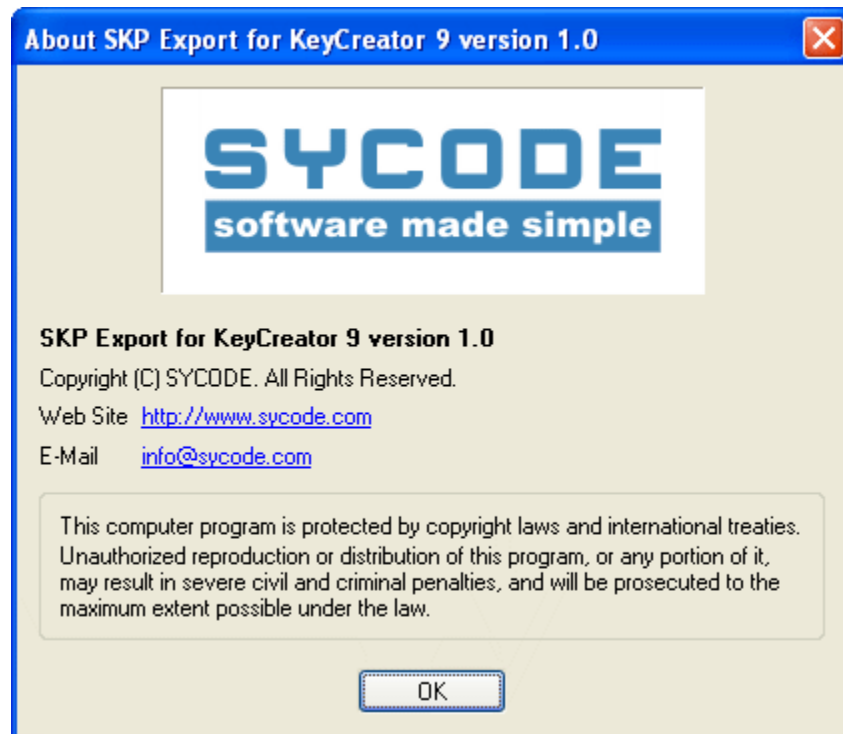 About SKP Export for KeyCreator 9 version 1.0
SYCODE
software made simple
SKP Export for KeyCreator 9 version 1.0
Copyright (C) SYCODE. All Rights Reserved.
Web Site http://www.sycode.com
E-Mail info@sycode.com
This computer program is protected by copyright laws and international treaties.
Unauthorized reproduction or distribution of this program, or any portion of it,
may result in severe civil and criminal penalties, and will be prosecuted to the
maximum extent possible under the law.
OK